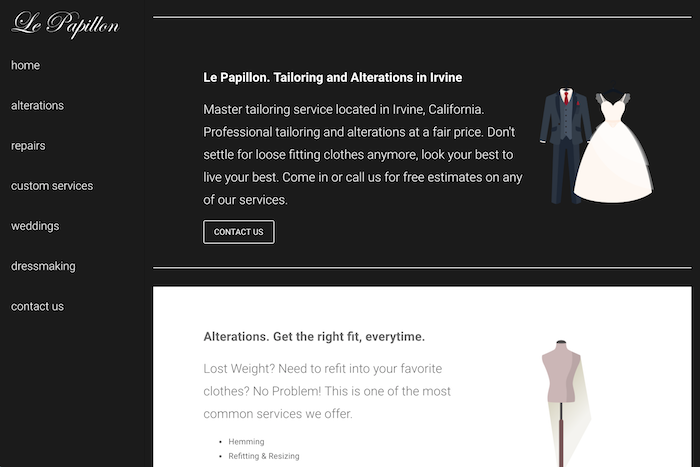 Le Papillon
home
alterations
repairs
custom services
weddings
dressmaking
contact us
Le Papillon. Tailoring and Alterations in Irvine
Master tailoring service located in Irvine, California.
Professional tailoring and alterations at a fair price. Don't
settle for loose fitting clothes anymore, look your best to
live your best. Come in or call us for free estimates on any
of our services.
CONTACT US
Alterations. Get the right fit, everytime.
Lost Weight? Need to refit into your favorite
clothes? No Problem! This is one of the most
common services we offer.
• Hemming
• Refitting & Resizing